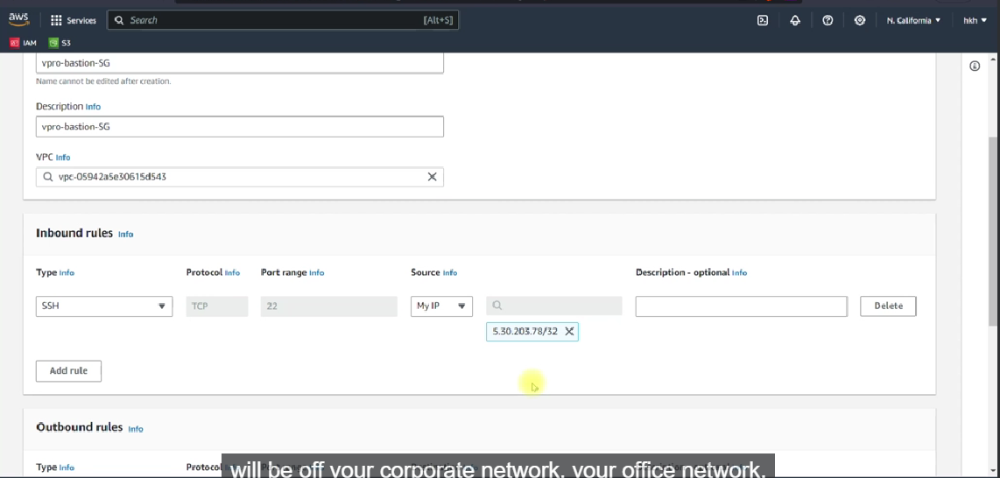 aws Services Search [Alt+S] N. California hkh
IAM S3
vpro-bastion-SG
Name cannot be edited after creation.
Description Info
vpro-bastion-SG
VPC Info
vpc-05942a5e30615d543
Inbound rules Info
Type Info Protocol Info Port range Info Source Info Description - optional Info
SSH TCP 22 My IP Delete
5.30.203.78/32
Add rule
Outbound rules Info
Type Info Protocol
will be off your corporate network, your office network,